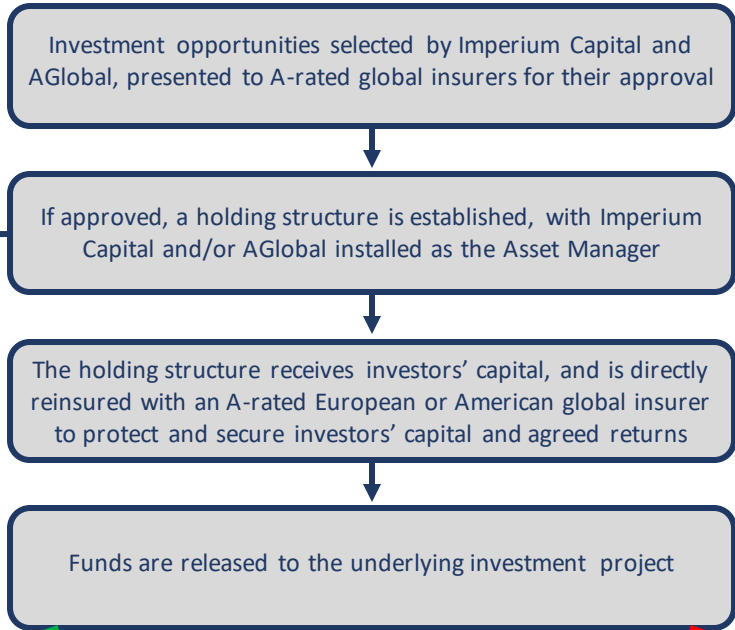 Investment opportunities selected by Imperium Capital and
AGlobal, presented to A-rated global insurers for their approval
If approved, a holding structure is established, with Imperium
Capital and/or AGlobal installed as the Asset Manager
The holding structure receives investors’ capital, and is directly
reinsured with an A-rated European or American global insurer
to protect and secure investors’ capital and agreed returns
Funds are released to the underlying investment project